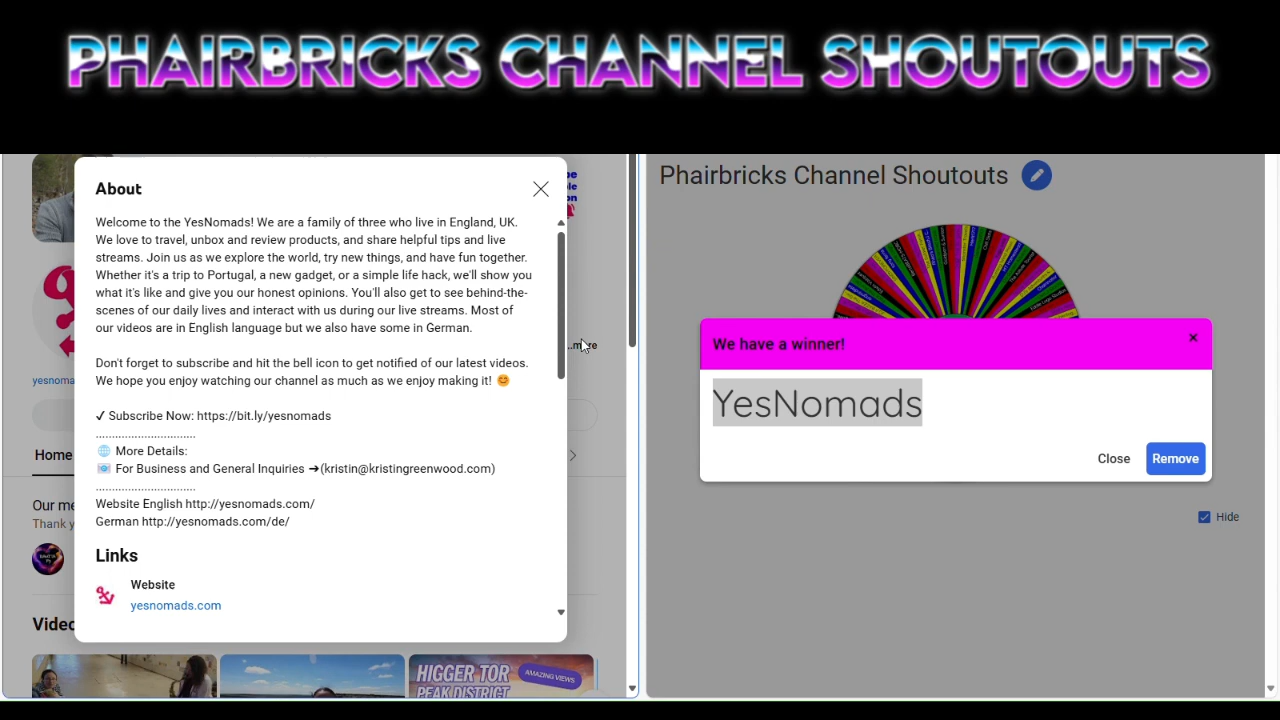 PHAIRBRICKS CHANNEL SHOUTOUTS
About
Welcome to the YesNomads! We are a family of three who live in England, UK.
We love to travel, unbox and review products, and share helpful tips and live
streams. Join us as we explore the world, try new things, and have fun together.
Whether it's a trip to Portugal, a new gadget, or a simple life hack, we'll show you
what it's like and give you our honest opinions. You'll also get to see behind-the-
scenes of our daily lives and interact with us during our live streams. Most of
our videos are in English language but we also have some in German.
Don't forget to subscribe and hit the bell icon to get notified of our latest videos.
We hope you enjoy watching our channel as much as we enjoy making it! 😊
✓ Subscribe Now: https://bit.ly/yesnomads
...............................
🌐 More Details:
📧 For Business and General Inquiries ➔(kristin@kristingreenwood.com)
...............................
Website English http://yesnomads.com/
German http://yesnomads.com/de/
Links
Website
yesnomads.com
yesnoma
Home
Our me
Thank y
Videc
HIGGER TOR
PEAK DISTRICT
AMAZING VIEWS
Phairbricks Channel Shoutouts
We have a winner!
×
YesNomads
Close
Remove
Hide